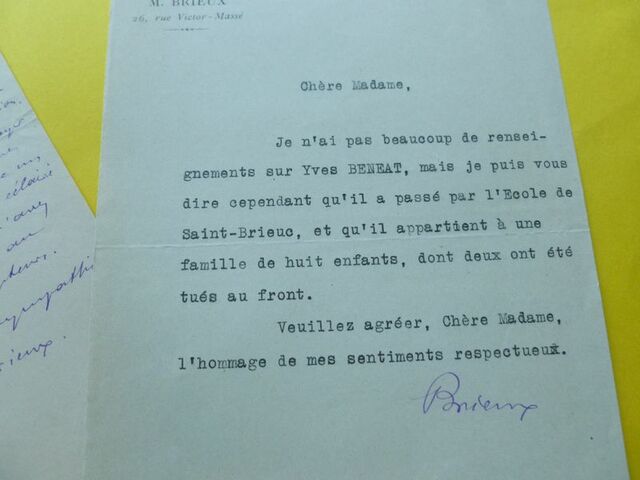 M. BRIEUX
26, rue Victor-Massé
Chère Madame,
Je n'ai pas beaucoup de rensei-
gnements sur Yves BENEAT, mais je puis vous
dire cependant qu'il a passé par l'Ecole de
Saint-Brieuc, et qu'il appartient à une
famille de huit enfants, dont deux ont été
tués au front.
Veuillez agréer, Chère Madame,
l'hommage de mes sentiments respectueux.
Brieux